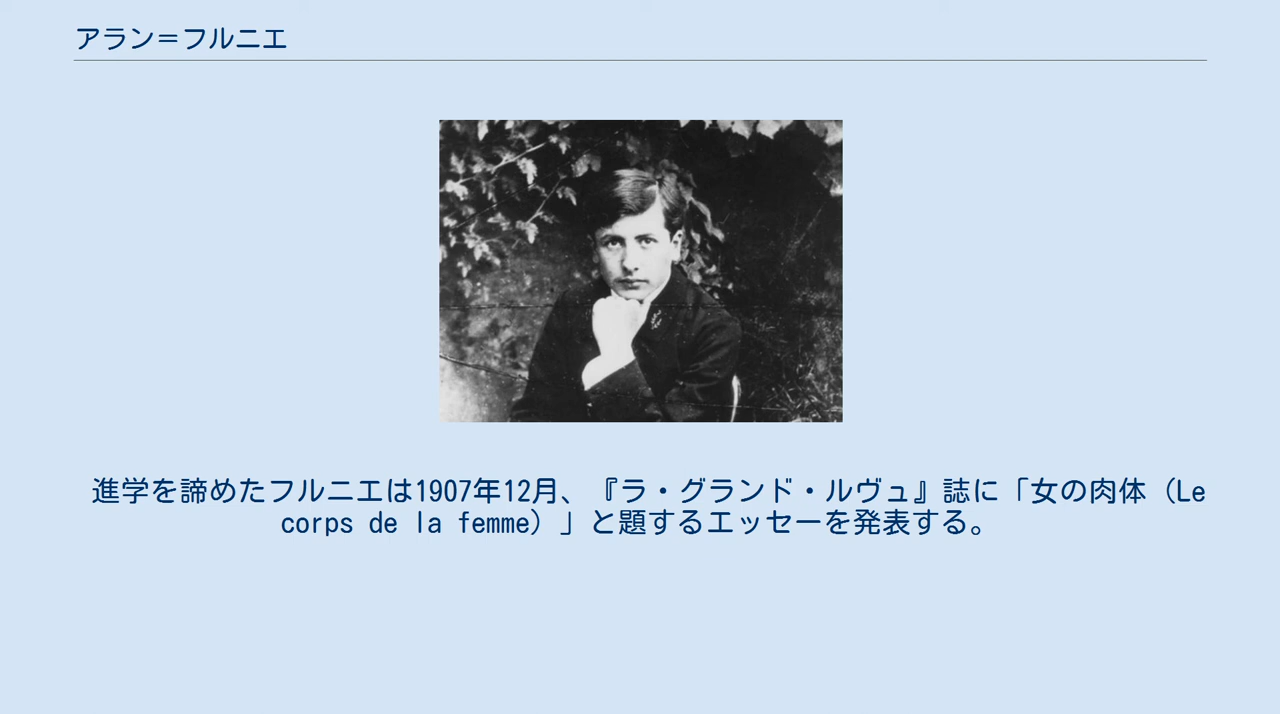 アラン＝フルニエ
進学を諦めたフルニエは1907年12月、『ラ・グランド・ルヴュ』誌に「女の肉体（Le
corps de la femme）」と題するエッセーを発表する。